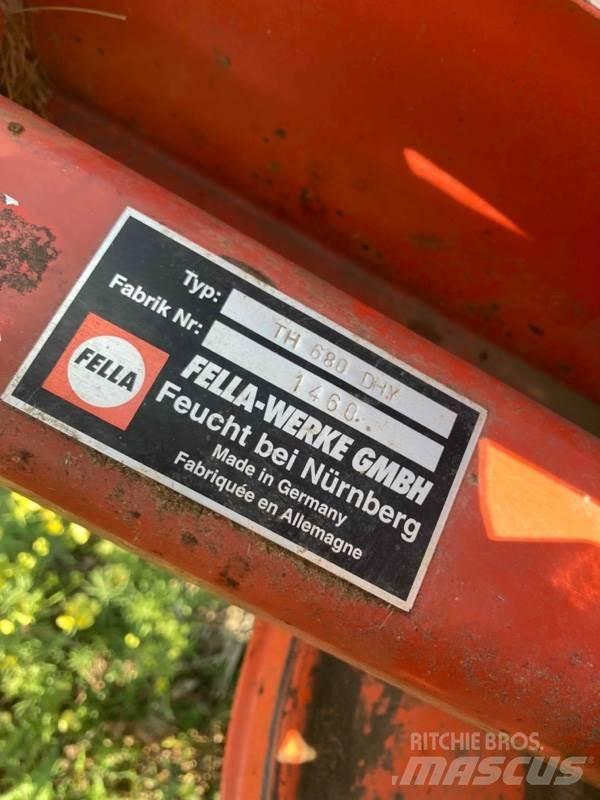 Typ: TH 680 DHY
Fabrik Nr: 1460
FELLA
FELLA-WERKE GMBH
Feucht bei Nürnberg
Made in Germany
Fabriquée en Allemagne
RITCHIE BROS.
MASCUS